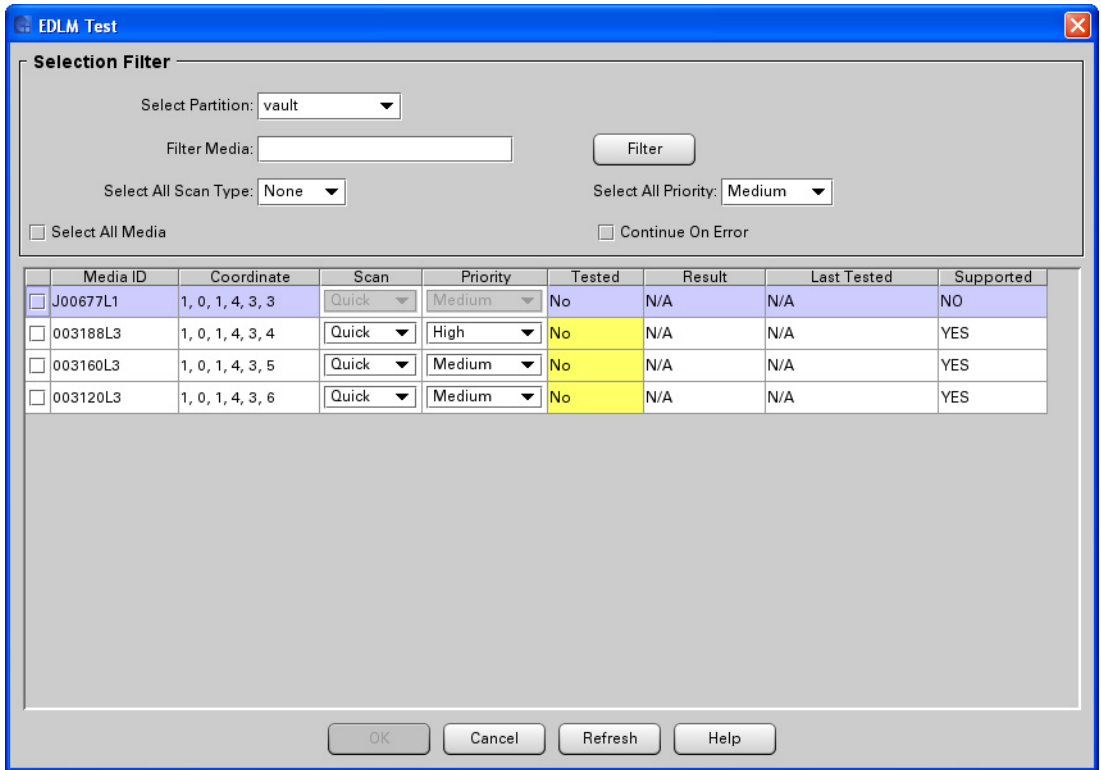 EDLM Test
Selection Filter
Select Partition: vault
Filter Media: Filter
Select All Scan Type: None Select All Priority: Medium
Select All Media Continue On Error
Media ID Coordinate Scan Priority Tested Result Last Tested Supported
J00677L1 1, 0, 1, 4, 3, 3 Quick Medium No N/A N/A NO
003188L3 1, 0, 1, 4, 3, 4 Quick High No N/A N/A YES
003160L3 1, 0, 1, 4, 3, 5 Quick Medium No N/A N/A YES
003120L3 1, 0, 1, 4, 3, 6 Quick Medium No N/A N/A YES
OK Cancel Refresh Help